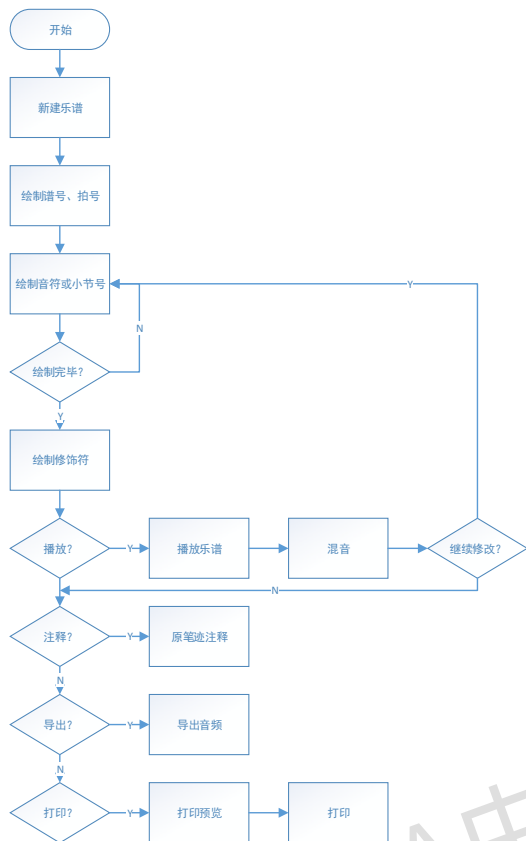 开始
新建乐谱
绘制谱号、拍号
绘制音符或小节号
Y
N
绘制完毕?
Y
绘制修饰符
播放?
Y
播放乐谱
混音
继续修改?
N
注释?
Y
原笔迹注释
N
导出?
Y
导出音频
N
打印?
Y
打印预览
打印